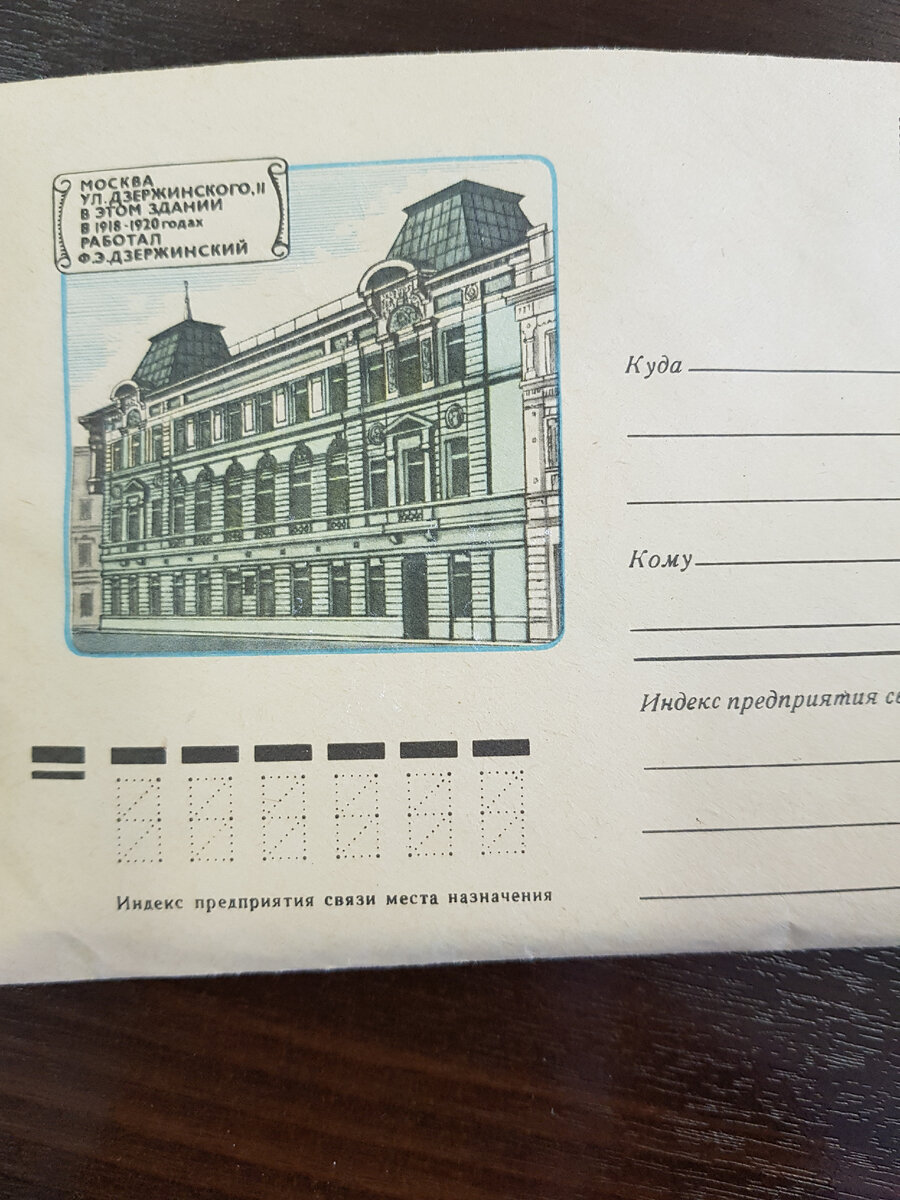 МОСКВА
УЛ. ДЗЕРЖИНСКОГО, 11
В ЭТОМ ЗДАНИИ
В 1918-1920 годах
РАБОТАЛ
Ф.Э.ДЗЕРЖИНСКИЙ
Куда
Кому
Индекс предприятия
Индекс предприятия связи места назначения